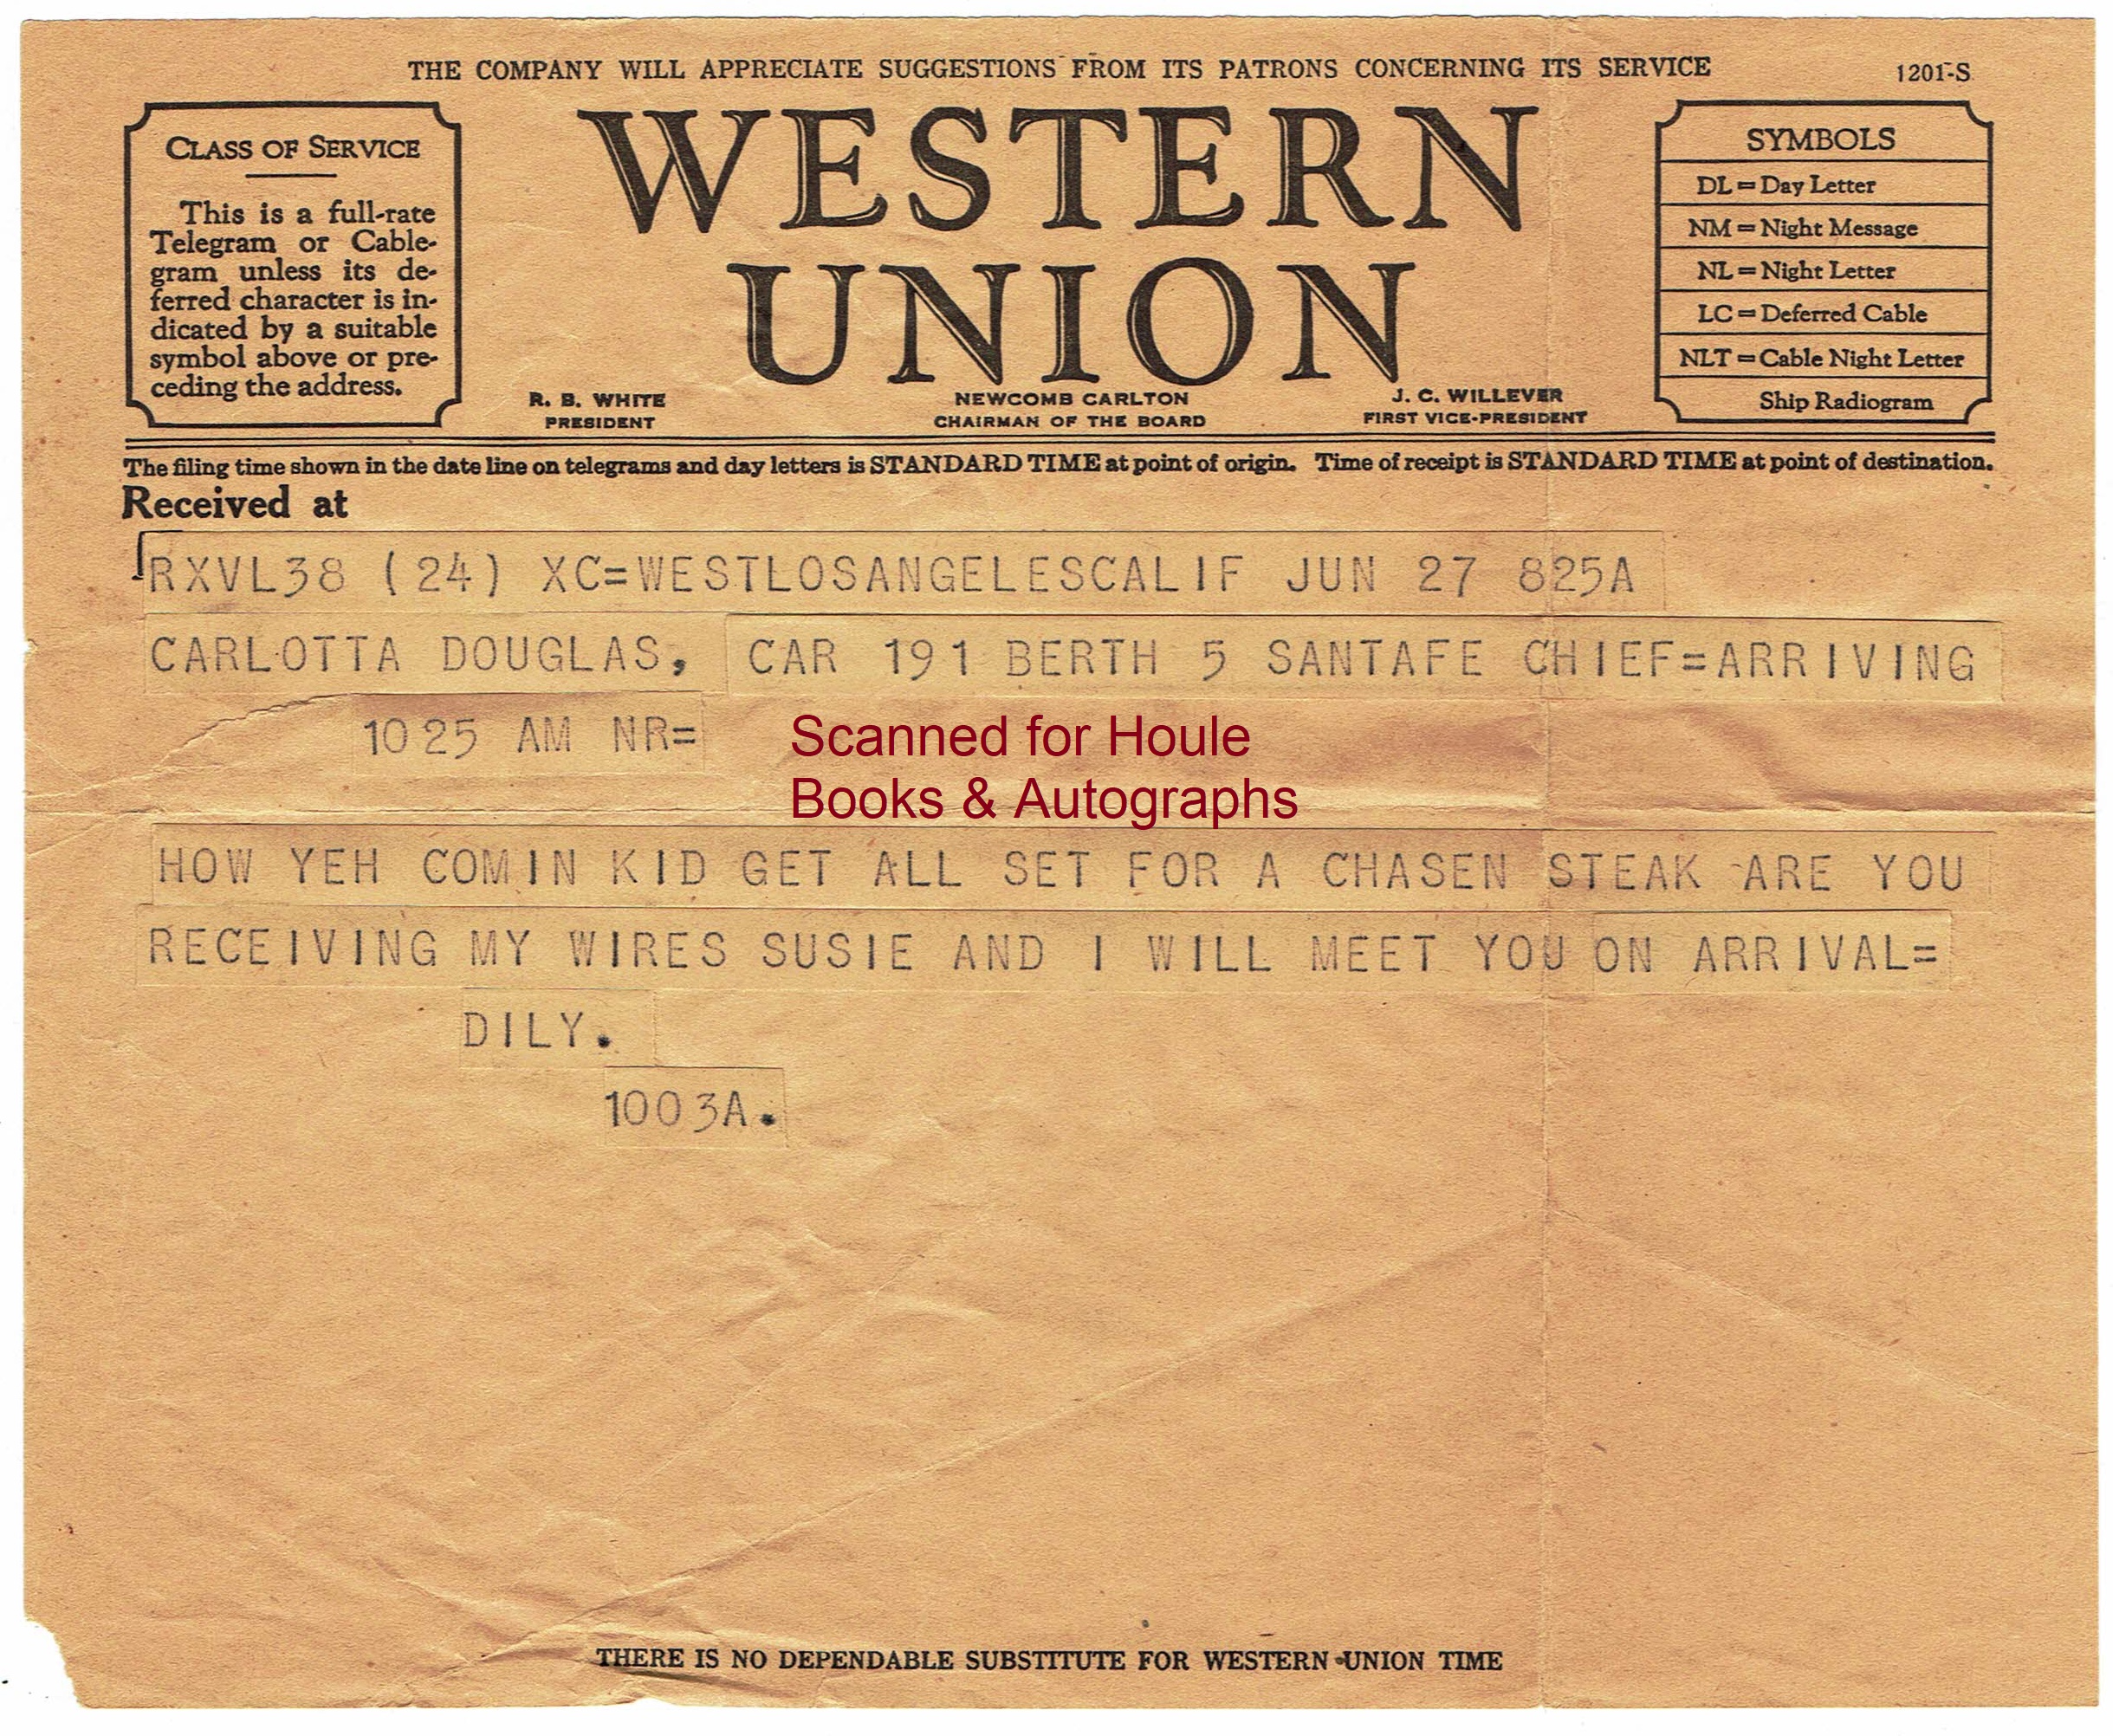 THE COMPANY WILL APPRECIATE SUGGESTIONS FROM ITS PATRONS CONCERNING ITS SERVICE
1201-S
CLASS OF SERVICE
This is a full-rate
Telegram or Cable-
gram unless its de-
ferred character is in-
dicated by a suitable
symbol above or pre-
ceding the address.
WESTERN
UNION
R. B. WHITE
PRESIDENT
NEWCOMB CARLTON
CHAIRMAN OF THE BOARD
J. C. WILLEVER
FIRST VICE-PRESIDENT
SYMBOLS
DL = Day Letter
NM = Night Message
NL = Night Letter
LC = Deferred Cable
NLT = Cable Night Letter
Ship Radiogram
The filing time shown in the date line on telegrams and day letters is STANDARD TIME at point of origin. Time of receipt is STANDARD TIME at point of destination.
Received at
RXVL38 (24) XC=WESTLOSANGELESCALIF JUN 27 825A
CARLOTTA DOUGLAS, CAR 191 BERTH 5 SANTAFE CHIEF=ARRIVING
1025 AM NR=
Scanned for Houle
Books & Autographs
HOW YEH COMIN KID GET ALL SET FOR A CHASEN STEAK ARE YOU
RECEIVING MY WIRES SUSIE AND I WILL MEET YOU ON ARRIVAL=
DILY.
1003A.
THERE IS NO DEPENDABLE SUBSTITUTE FOR WESTERN UNION TIME